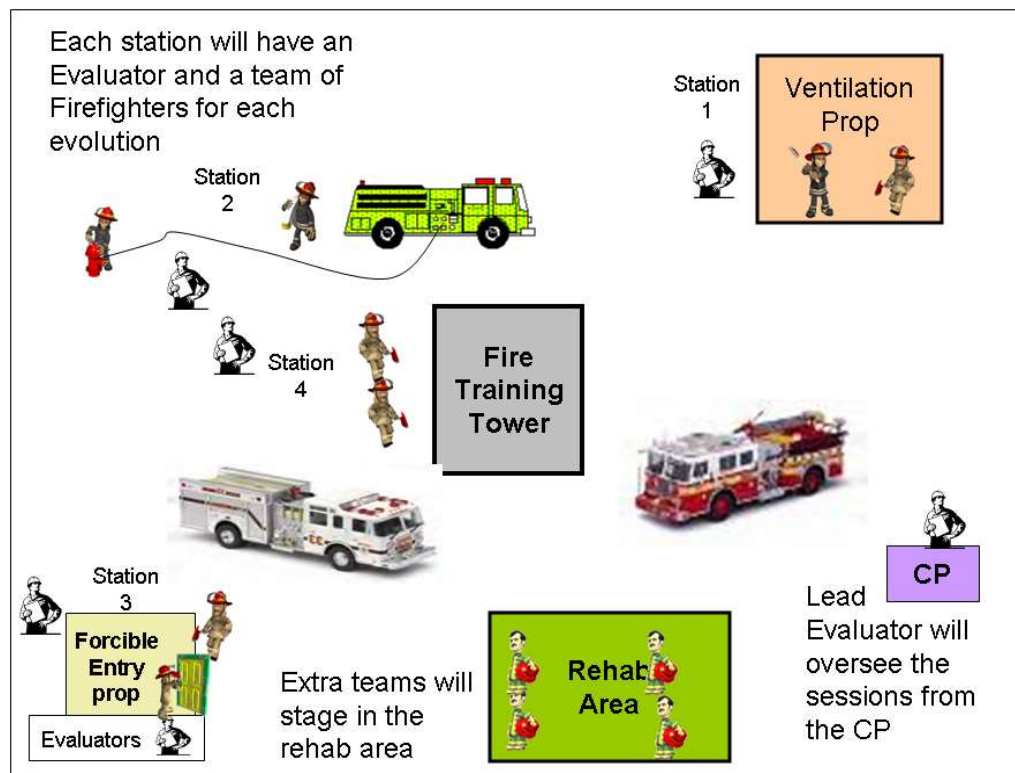 Each station will have an
Evaluator and a team of
Firefighters for each
evolution
Station
1
Ventilation
Prop
Station
2
Station
4
Fire
Training
Tower
Station
3
Forcible
Entry
prop
Evaluators
Extra teams will
stage in the
rehab area
Rehab
Area
CP
Lead
Evaluator will
oversee the
sessions from
the CP